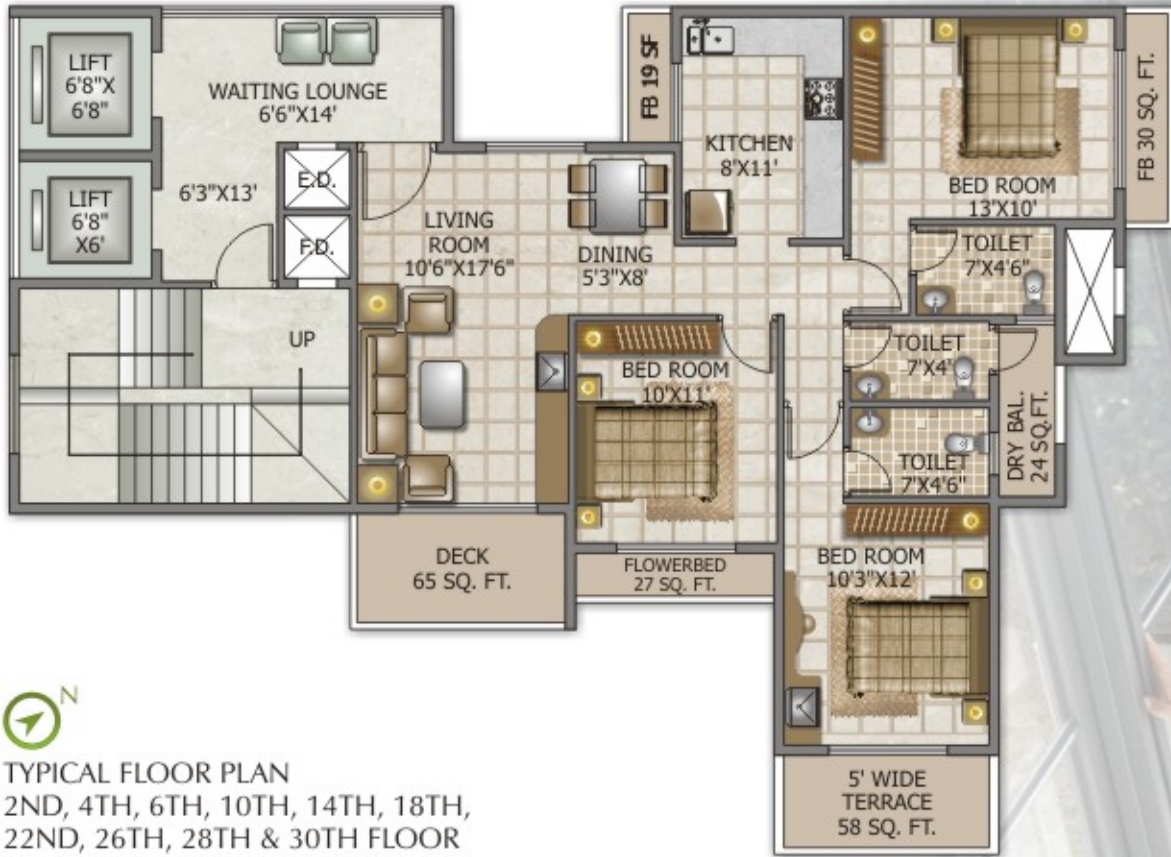 LIFT
6'8"X
6'8"
WAITING LOUNGE
6'6"X14'
LIFT
6'8"
X6'
6'3"X13'
E.D.
F.D.
UP
LIVING
ROOM
10'6"X17'6"
DINING
5'3"X8'
FB 19 SF
KITCHEN
8'X11'
BED ROOM
13'X10'
FB 30 SQ. FT.
TOILET
7'X4'6"
TOILET
7'X4'
TOILET
7'X4'6"
DRY BAL.
24 SQ.FT.
BED ROOM
10'X11'
DECK
65 SQ. FT.
FLOWERBED
27 SQ. FT.
BED ROOM
10'3"X12'
5' WIDE
TERRACE
58 SQ. FT.
N
TYPICAL FLOOR PLAN
2ND, 4TH, 6TH, 10TH, 14TH, 18TH,
22ND, 26TH, 28TH & 30TH FLOOR